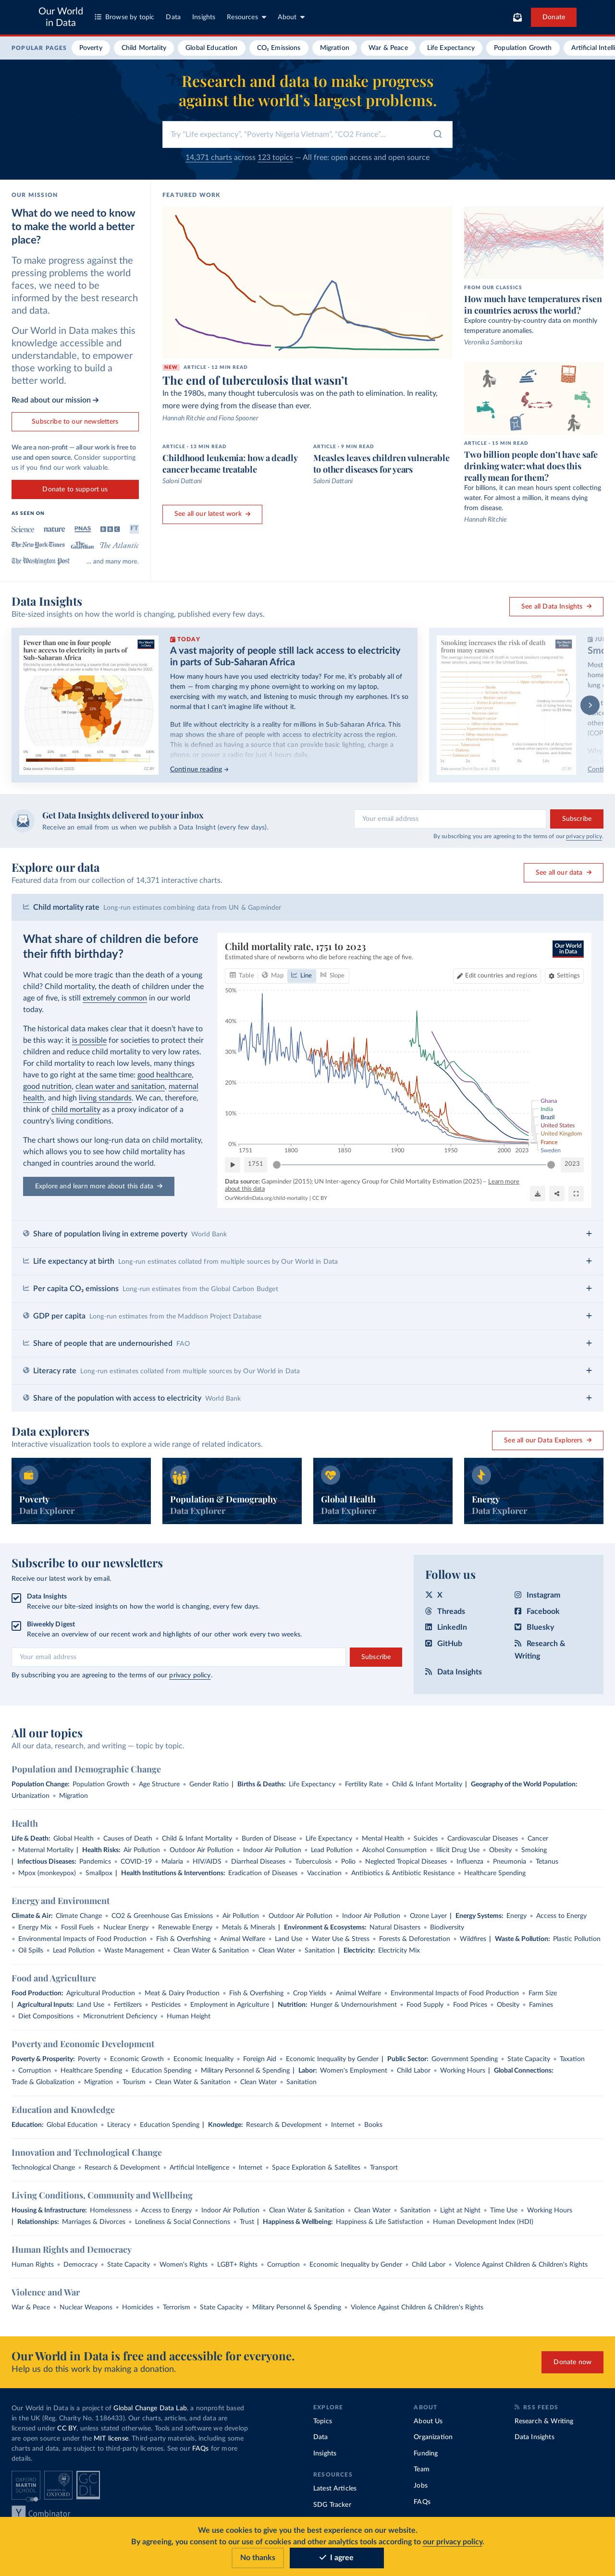 Our World
in Data
Browse by topic
Data
Insights
Resources
About
Donate
POPULAR PAGES
Poverty
Child Mortality
Global Education
CO₂ Emissions
Migration
War & Peace
Life Expectancy
Population Growth
Artificial Intelli
Research and data to make progress
against the world's largest problems.
Try "Life expectancy", "Poverty Nigeria Vietnam", "CO2 France"...
14,371 charts across 123 topics — All free: open access and open source
OUR MISSION
What do we need to know
to make the world a better
place?
To make progress against the
pressing problems the world
faces, we need to be
informed by the best research
and data.
Our World in Data makes this
knowledge accessible and
understandable, to empower
those working to build a
better world.
Read about our mission
Subscribe to our newsletters
We are a non-profit — all our work is free to
use and open source. Consider supporting
us if you find our work valuable.
Donate to support us
AS SEEN ON
Science
nature
PNAS
BBC
FT
The New York Times
The Guardian
The Atlantic
The Washington Post
... and many more.
FEATURED WORK
NEW
ARTICLE · 12 MIN READ
The end of tuberculosis that wasn't
In the 1980s, many thought tuberculosis was on the path to elimination. In reality,
more were dying from the disease than ever.
Hannah Ritchie and Fiona Spooner
ARTICLE · 13 MIN READ
Childhood leukemia: how a deadly
cancer became treatable
Saloni Dattani
ARTICLE · 9 MIN READ
Measles leaves children vulnerable
to other diseases for years
Saloni Dattani
See all our latest work
FROM OUR CLASSICS
How much have temperatures risen
in countries across the world?
Explore country-by-country data on monthly
temperature anomalies.
Veronika Samborska
ARTICLE · 15 MIN READ
Two billion people don't have safe
drinking water: what does this
really mean for them?
For billions, it can mean hours spent collecting
water. For almost a million, it means dying
from disease.
Hannah Ritchie
Data Insights
Bite-sized insights on how the world is changing, published every few days.
See all Data Insights
Fewer than one in four people
have access to electricity in parts of
Sub-Saharan Africa
TODAY
A vast majority of people still lack access to electricity
in parts of Sub-Saharan Africa
How many hours have you used electricity today? For me, it's probably all of
them — from charging my phone overnight to working on my laptop,
exercising with my watch, and listening to music through my earphones. It's so
normal that I can't imagine life without it.
But life without electricity is a reality for millions in Sub-Saharan Africa. This
map shows the share of people with access to electricity across the region.
This is defined as having a source that can provide basic lighting, charge a
phone, or power a radio for just 4 hours daily.
Continue reading
Smoking increases the risk of death
from many causes
Get Data Insights delivered to your inbox
Receive an email from us when we publish a Data Insight (every few days).
Your email address
Subscribe
By subscribing you are agreeing to the terms of our privacy policy.
Explore our data
Featured data from our collection of 14,371 interactive charts.
See all our data
Child mortality rate Long-run estimates combining data from UN & Gapminder
What share of children die before
their fifth birthday?
What could be more tragic than the death of a young
child? Child mortality, the death of children under the
age of five, is still extremely common in our world
today.
The historical data makes clear that it doesn't have to
be this way: it is possible for societies to protect their
children and reduce child mortality to very low rates.
For child mortality to reach low levels, many things
have to go right at the same time: good healthcare,
good nutrition, clean water and sanitation, maternal
health, and high living standards. We can, therefore,
think of child mortality as a proxy indicator of a
country's living conditions.
The chart shows our long-run data on child mortality,
which allows you to see how child mortality has
changed in countries around the world.
Explore and learn more about this data
Child mortality rate, 1751 to 2023
Estimated share of newborns who die before reaching the age of five.
Our World
in Data
Table
Map
Line
Slope
Edit countries and regions
Settings
50%
40%
30%
20%
10%
0%
1751
1800
1850
1900
1950
2000
2023
Ghana
India
Brazil
United States
United Kingdom
France
Sweden
1751
2023
Data source: Gapminder (2015); UN Inter-agency Group for Child Mortality Estimation (2025) – Learn more
about this data
OurWorldinData.org/child-mortality | CC BY
Share of population living in extreme poverty World Bank
Life expectancy at birth Long-run estimates collated from multiple sources by Our World in Data
Per capita CO₂ emissions Long-run estimates from the Global Carbon Budget
GDP per capita Long-run estimates from the Maddison Project Database
Share of people that are undernourished FAO
Literacy rate Long-run estimates collated from multiple sources by Our World in Data
Share of the population with access to electricity World Bank
Data explorers
Interactive visualization tools to explore a wide range of related indicators.
See all our Data Explorers
Poverty
Data Explorer
Population & Demography
Data Explorer
Global Health
Data Explorer
Energy
Data Explorer
Subscribe to our newsletters
Receive our latest work by email.
Data Insights
Receive our bite-sized insights on how the world is changing, every few days.
Biweekly Digest
Receive an overview of our recent work and highlights of our other work every two weeks.
Your email address
Subscribe
By subscribing you are agreeing to the terms of our privacy policy.
Follow us
X
Instagram
Threads
Facebook
LinkedIn
Bluesky
GitHub
Research &
Writing
Data Insights
All our topics
All our data, research, and writing — topic by topic.
Population and Demographic Change
Population Change: Population Growth • Age Structure • Gender Ratio | Births & Deaths: Life Expectancy • Fertility Rate • Child & Infant Mortality | Geography of the World Population:
Urbanization • Migration
Health
Life & Death: Global Health • Causes of Death • Child & Infant Mortality • Burden of Disease • Life Expectancy • Mental Health • Suicides • Cardiovascular Diseases • Cancer
• Maternal Mortality | Health Risks: Air Pollution • Outdoor Air Pollution • Indoor Air Pollution • Lead Pollution • Alcohol Consumption • Illicit Drug Use • Obesity • Smoking
| Infectious Diseases: Pandemics • COVID-19 • Malaria • HIV/AIDS • Diarrheal Diseases • Tuberculosis • Polio • Neglected Tropical Diseases • Influenza • Pneumonia • Tetanus
• Mpox (monkeypox) • Smallpox | Health Institutions & Interventions: Eradication of Diseases • Vaccination • Antibiotics & Antibiotic Resistance • Healthcare Spending
Energy and Environment
Climate & Air: Climate Change • CO2 & Greenhouse Gas Emissions • Air Pollution • Outdoor Air Pollution • Indoor Air Pollution • Ozone Layer | Energy Systems: Energy • Access to Energy
• Energy Mix • Fossil Fuels • Nuclear Energy • Renewable Energy • Metals & Minerals | Environment & Ecosystems: Natural Disasters • Biodiversity
• Environmental Impacts of Food Production • Fish & Overfishing • Animal Welfare • Land Use • Water Use & Stress • Forests & Deforestation • Wildfires | Waste & Pollution: Plastic Pollution
• Oil Spills • Lead Pollution • Waste Management • Clean Water & Sanitation • Clean Water • Sanitation | Electricity: Electricity Mix
Food and Agriculture
Food Production: Agricultural Production • Meat & Dairy Production • Fish & Overfishing • Crop Yields • Animal Welfare • Environmental Impacts of Food Production • Farm Size
| Agricultural Inputs: Land Use • Fertilizers • Pesticides • Employment in Agriculture | Nutrition: Hunger & Undernourishment • Food Supply • Food Prices • Obesity • Famines
• Diet Compositions • Micronutrient Deficiency • Human Height
Poverty and Economic Development
Poverty & Prosperity: Poverty • Economic Growth • Economic Inequality • Foreign Aid • Economic Inequality by Gender | Public Sector: Government Spending • State Capacity • Taxation
• Corruption • Healthcare Spending • Education Spending • Military Personnel & Spending | Labor: Women's Employment • Child Labor • Working Hours | Global Connections:
Trade & Globalization • Migration • Tourism • Clean Water & Sanitation • Clean Water • Sanitation
Education and Knowledge
Education: Global Education • Literacy • Education Spending | Knowledge: Research & Development • Internet • Books
Innovation and Technological Change
Technological Change • Research & Development • Artificial Intelligence • Internet • Space Exploration & Satellites • Transport
Living Conditions, Community and Wellbeing
Housing & Infrastructure: Homelessness • Access to Energy • Indoor Air Pollution • Clean Water & Sanitation • Clean Water • Sanitation • Light at Night • Time Use • Working Hours
| Relationships: Marriages & Divorces • Loneliness & Social Connections • Trust | Happiness & Wellbeing: Happiness & Life Satisfaction • Human Development Index (HDI)
Human Rights and Democracy
Human Rights • Democracy • State Capacity • Women's Rights • LGBT+ Rights • Corruption • Economic Inequality by Gender • Child Labor • Violence Against Children & Children's Rights
Violence and War
War & Peace • Nuclear Weapons • Homicides • Terrorism • State Capacity • Military Personnel & Spending • Violence Against Children & Children's Rights
Our World in Data is free and accessible for everyone.
Help us do this work by making a donation.
Donate now
Our World in Data is a project of Global Change Data Lab, a nonprofit based
in the UK (Reg. Charity No. 1186433). Our charts, articles, and data are
licensed under CC BY, unless stated otherwise. Tools and software we develop
are open source under the MIT license. Third-party materials, including some
charts and data, are subject to third-party licenses. See our FAQs for more
details.
OXFORD
MARTIN
SCHOOL
UNIVERSITY OF
OXFORD
GC
DL
Y Combinator
EXPLORE
Topics
Data
Insights
RESOURCES
Latest Articles
SDG Tracker
ABOUT
About Us
Organization
Funding
Team
Jobs
FAQs
RSS FEEDS
Research & Writing
Data Insights
We use cookies to give you the best experience on our website.
By agreeing, you consent to our use of cookies and other analytics tools according to our privacy policy.
No thanks
I agree